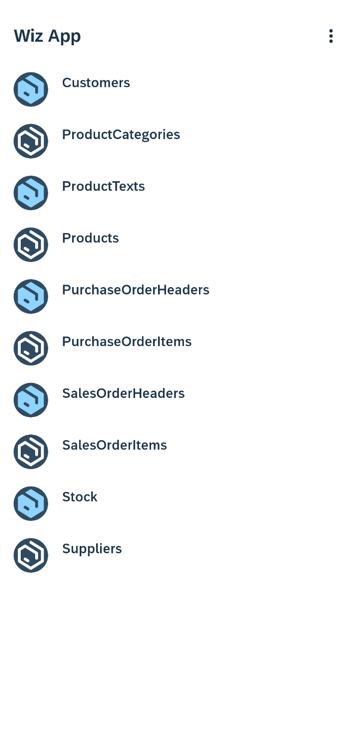 Wiz App
Customers
ProductCategories
ProductTexts
Products
PurchaseOrderHeaders
PurchaseOrderItems
SalesOrderHeaders
SalesOrderItems
Stock
Suppliers